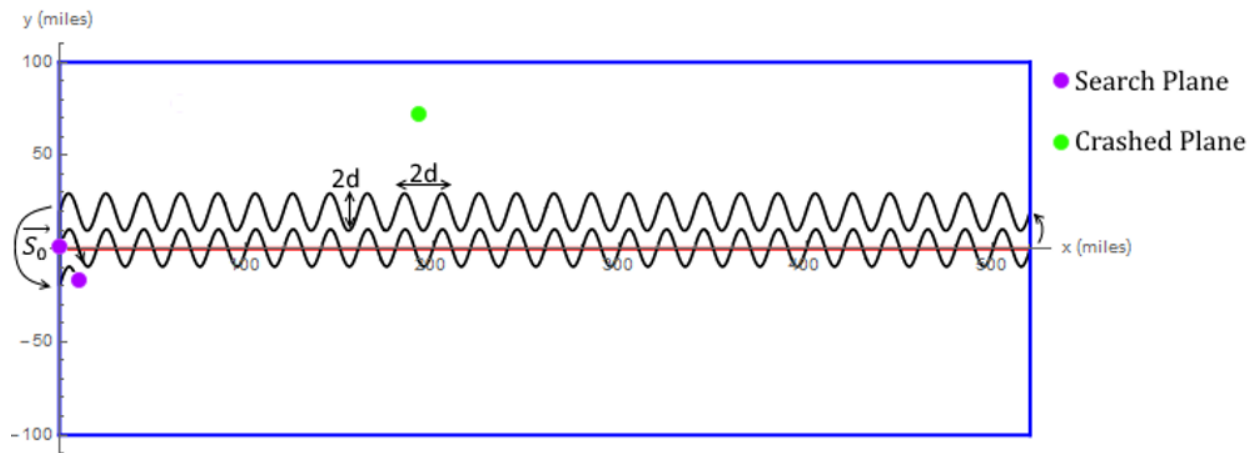 y (miles)
100
Search Plane
Crashed Plane
50
2d
2d
S₀
x (miles)
100
200
300
400
500
−50
−100